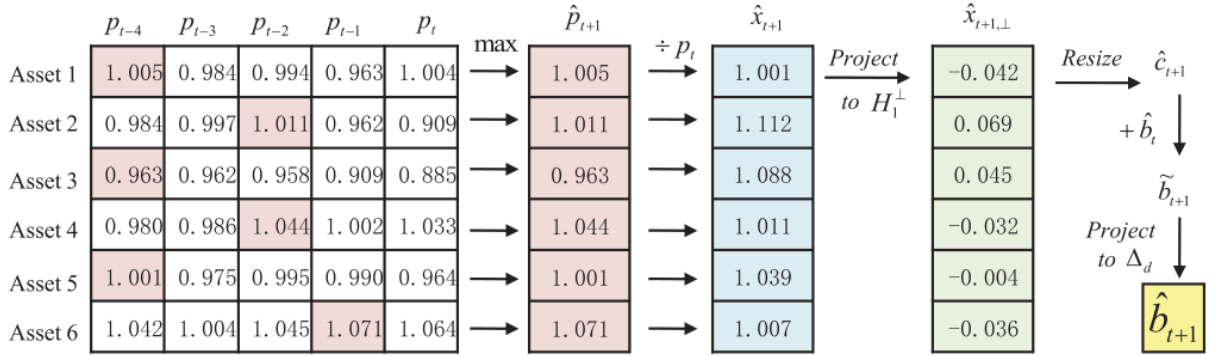 p_{t-4} p_{t-3} p_{t-2} p_{t-1} p_t \hat{p}_{t+1} \hat{x}_{t+1} \hat{x}_{t+1,⊥}
max ÷ p_t Project to H_1^⊥ Resize \hat{c}_{t+1}
Asset 1 1.005 0.984 0.994 0.963 1.004 1.005 1.001 -0.042
Asset 2 0.984 0.997 1.011 0.962 0.909 1.011 1.112 0.069
+ \hat{b}_t
Asset 3 0.963 0.962 0.958 0.909 0.885 0.963 1.088 0.045
\tilde{b}_{t+1}
Asset 4 0.980 0.986 1.044 1.002 1.033 1.044 1.011 -0.032
Project
to Δ_d
Asset 5 1.001 0.975 0.995 0.990 0.964 1.001 1.039 -0.004
Asset 6 1.042 1.004 1.045 1.071 1.064 1.071 1.007 -0.036
\hat{b}_{t+1}